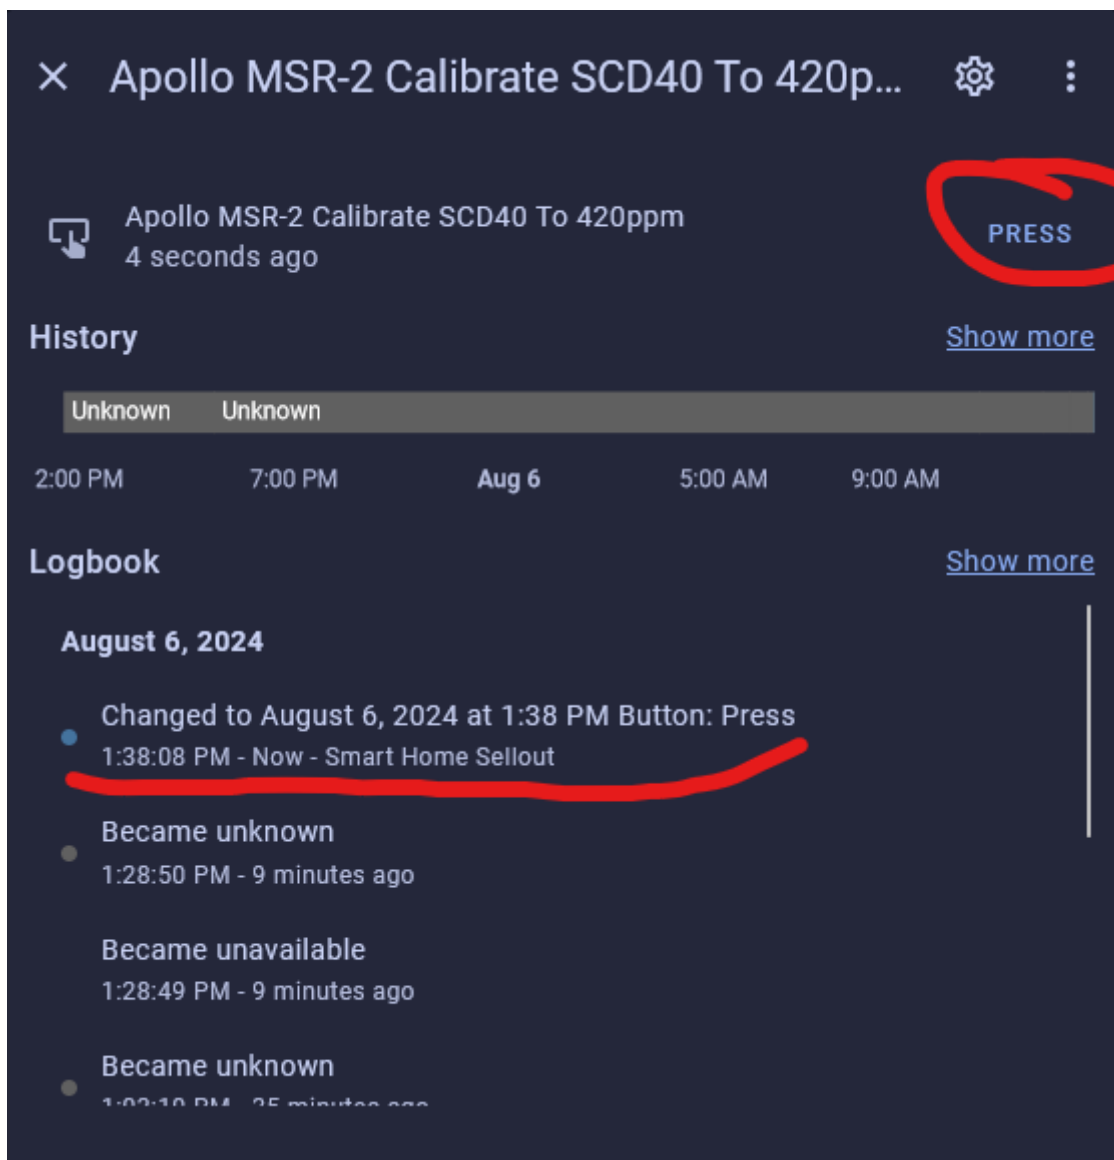 Apollo MSR-2 Calibrate SCD40 To 420p...
Apollo MSR-2 Calibrate SCD40 To 420ppm
PRESS
4 seconds ago
History
Show more
Unknown Unknown
2:00 PM 7:00 PM Aug 6 5:00 AM 9:00 AM
Logbook
Show more
August 6, 2024
Changed to August 6, 2024 at 1:38 PM Button: Press
1:38:08 PM - Now - Smart Home Sellout
Became unknown
1:28:50 PM - 9 minutes ago
Became unavailable
1:28:49 PM - 9 minutes ago
Became unknown
PM - 25 minutes ago